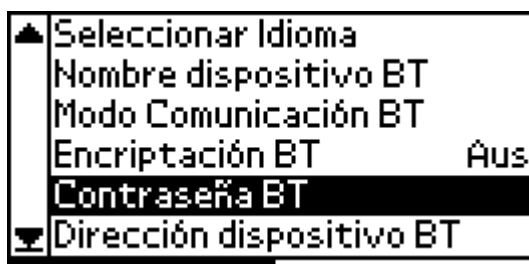 Seleccionar Idioma
Nombre dispositivo BT
Modo Comunicación BT
Encriptación BT Aus
Contraseña BT
Dirección dispositivo BT